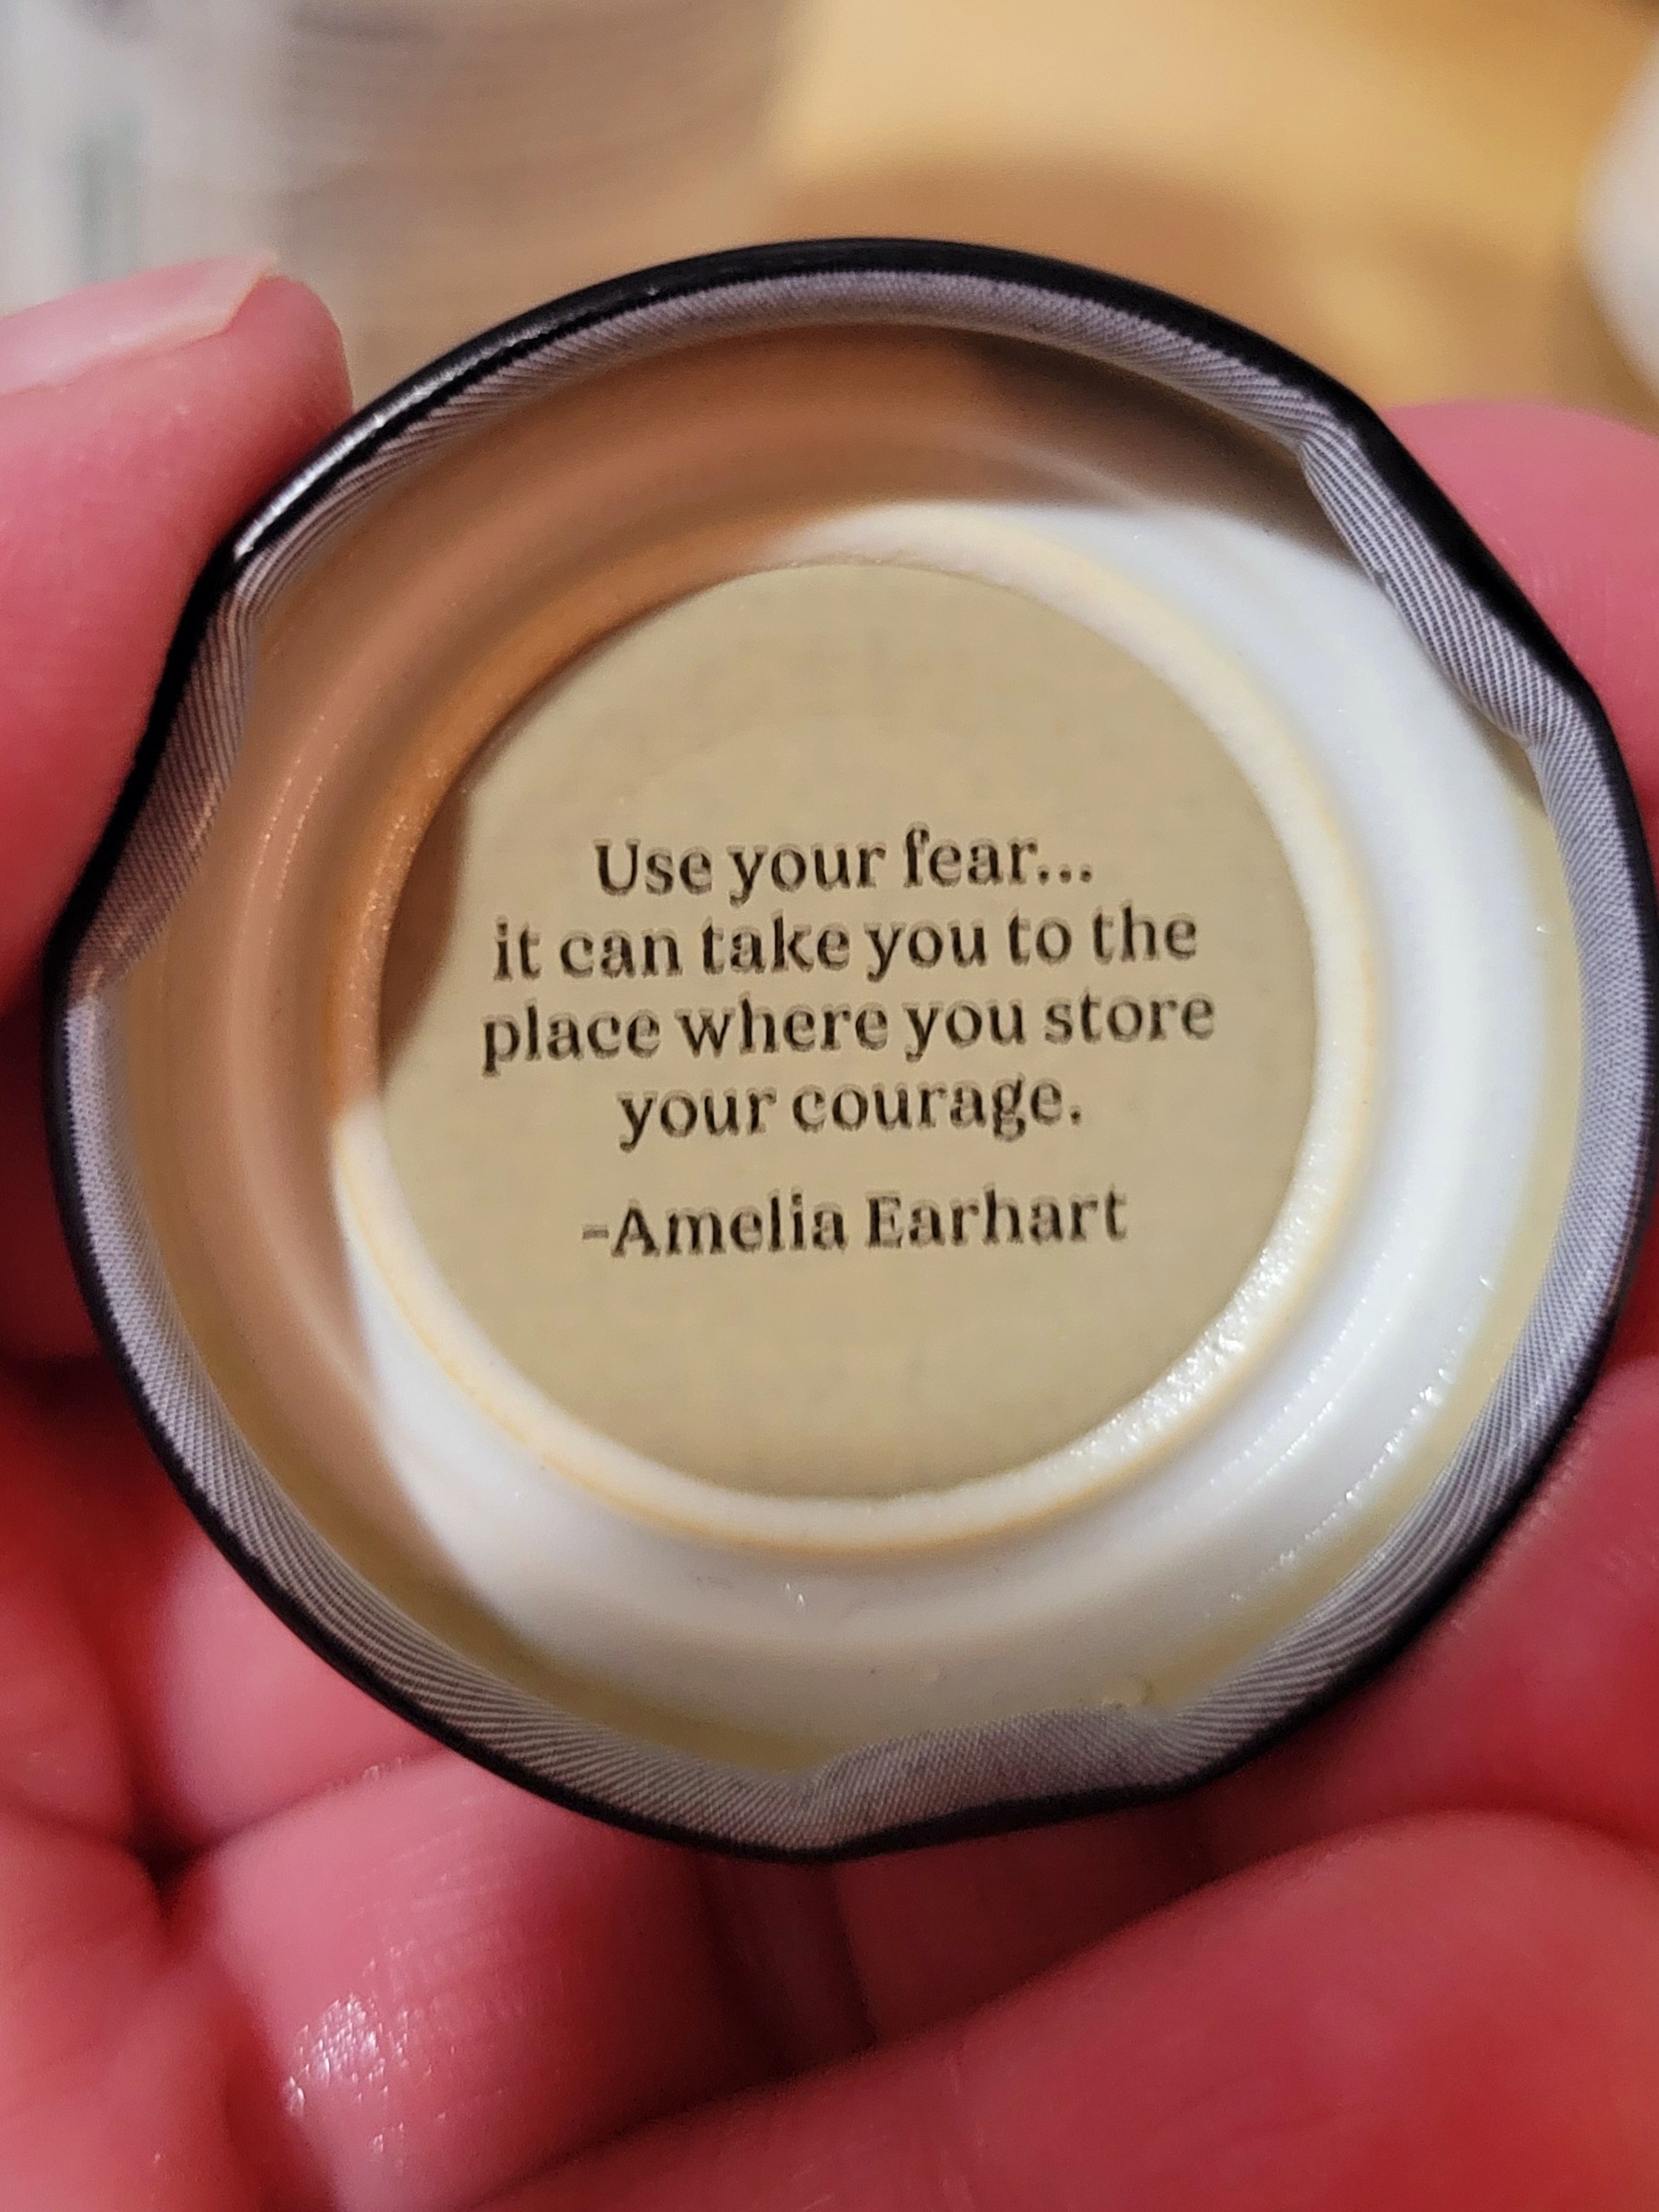 Use your fear...
it can take you to the
place where you store
your courage.
-Amelia Earhart